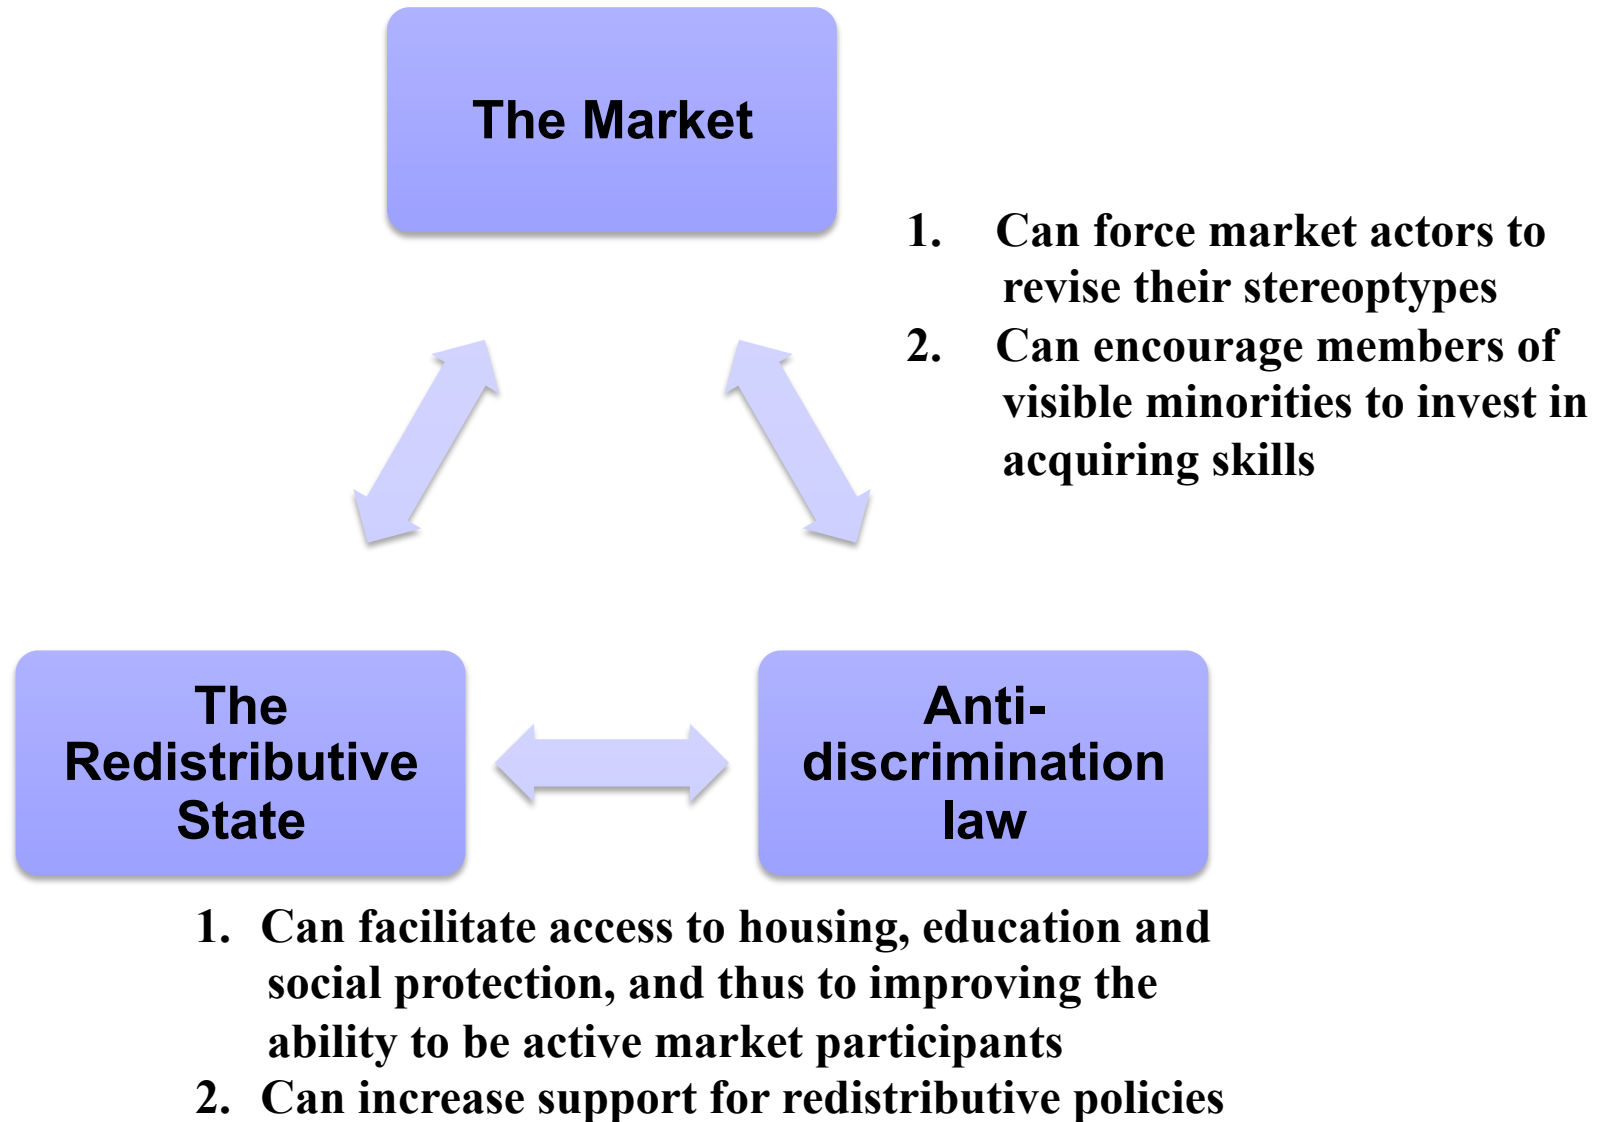 The Market
1. Can force market actors to
revise their stereoptypes
2. Can encourage members of
visible minorities to invest in
acquiring skills
The
Redistributive
State
Anti-
discrimination
law
1. Can facilitate access to housing, education and
social protection, and thus to improving the
ability to be active market participants
2. Can increase support for redistributive policies